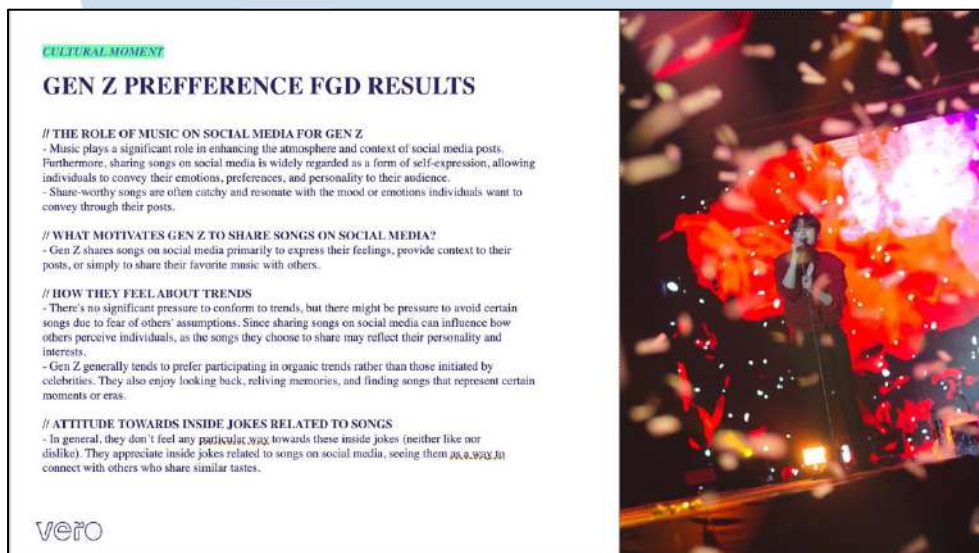 CULTURAL MOMENT
GEN Z PREFFERENCE FGD RESULTS
// THE ROLE OF MUSIC ON SOCIAL MEDIA FOR GEN Z
- Music plays a significant role in enhancing the atmosphere and context of social media posts.
Furthermore, sharing songs on social media is widely regarded as a form of self-expression, allowing
individuals to convey their emotions, preferences, and personality to their audience.
- Share-worthy songs are often catchy and resonate with the mood or emotions individuals want to
convey through their posts.
// WHAT MOTIVATES GEN Z TO SHARE SONGS ON SOCIAL MEDIA?
- Gen Z shares songs on social media primarily to express their feelings, provide context to their
posts, or simply to share their favorite music with others.
// HOW THEY FEEL ABOUT TRENDS
- There's no significant pressure to conform to trends, but there might be pressure to avoid certain
songs due to fear of others' assumptions. Since sharing songs on social media can influence how
others perceive individuals, as the songs they choose to share may reflect their personality and
interests.
- Gen Z generally tends to prefer participating in organic trends rather than those initiated by
celebrities. They also enjoy looking back, reliving memories, and finding songs that represent certain
moments or eras.
// ATTITUDE TOWARDS INSIDE JOKES RELATED TO SONGS
- In general, they don't feel any particular way towards these inside jokes (neither like nor
dislike). They appreciate inside jokes related to songs on social media, seeing them as a way to
connect with others who share similar tastes.
vero